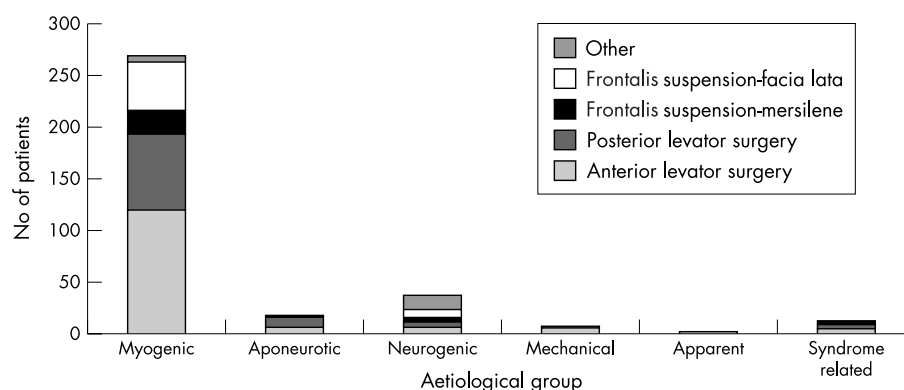 300
250
200
150
100
50
0
No of patients
Other
Frontalis suspension-facia lata
Frontalis suspension-mersilene
Posterior levator surgery
Anterior levator surgery
Myogenic
Aponeurotic
Neurogenic
Mechanical
Apparent
Syndrome
related
Aetiological group